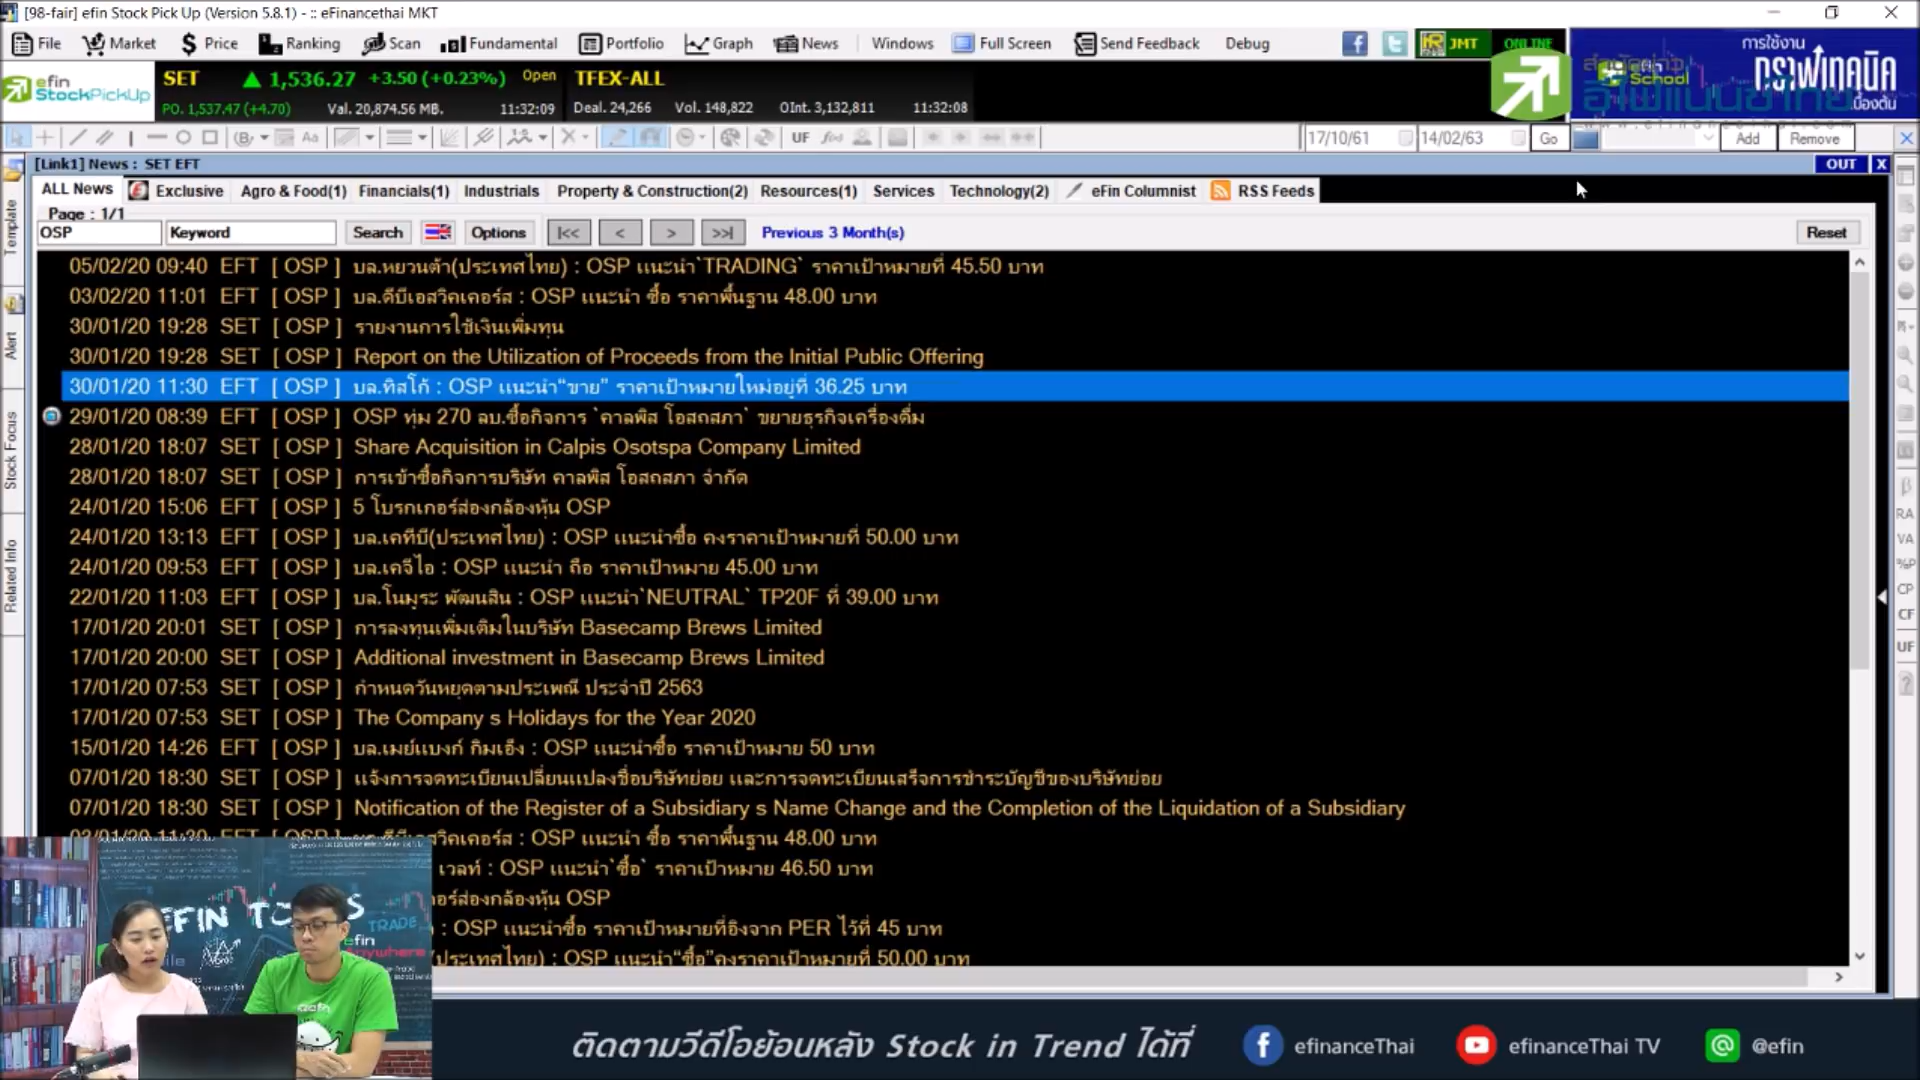 [98-fair] efin Stock Pick Up (Version 5.8.1) - :: eFinancethai MKT
File Market $ Price Ranking Scan Fundamental Portfolio Graph News Windows Full Screen Send Feedback Debug JMT ONLINE
การใช้งาน
กราฟเทคนิค
เบื้องต้น
efin School
efin StockPickUp
SET 1,536.27 +3.50 (+0.23%) Open TFEX-ALL
PO. 1,537.47 (+4.70) Val. 20,874.56 MB. 11:32:09 Deal. 24,266 Vol. 148,822 OInt. 3,132,811 11:32:08
UF 17/10/61 14/02/63 Go Add Remove
[Link1] News : SET EFT OUT X
ALL News Exclusive Agro & Food(1) Financials(1) Industrials Property & Construction(2) Resources(1) Services Technology(2) eFin Columnist RSS Feeds
Page : 1/1
OSP Keyword Search Options |<< < > >>| Previous 3 Month(s) Reset
05/02/20 09:40 EFT [ OSP ] บล.หยวนต้า(ประเทศไทย) : OSP แนะนำ`TRADING` ราคาเป้าหมายที่ 45.50 บาท
03/02/20 11:01 EFT [ OSP ] บล.ดีบีเอสวิคเคอร์ส : OSP แนะนำ ซื้อ ราคาพื้นฐาน 48.00 บาท
30/01/20 19:28 SET [ OSP ] รายงานการใช้เงินเพิ่มทุน
30/01/20 19:28 SET [ OSP ] Report on the Utilization of Proceeds from the Initial Public Offering
30/01/20 11:30 EFT [ OSP ] บล.ทิสโก้ : OSP แนะนำ“ขาย” ราคาเป้าหมายใหม่อยู่ที่ 36.25 บาท
29/01/20 08:39 EFT [ OSP ] OSP ทุ่ม 270 ลบ.ซื้อกิจการ `คาลพิส โอสถสภา` ขยายธุรกิจเครื่องดื่ม
28/01/20 18:07 SET [ OSP ] Share Acquisition in Calpis Osotspa Company Limited
28/01/20 18:07 SET [ OSP ] การเข้าซื้อกิจการบริษัท คาลพิส โอสถสภา จำกัด
24/01/20 15:06 EFT [ OSP ] 5 โบรกเกอร์ส่องกล้องหุ้น OSP
24/01/20 13:13 EFT [ OSP ] บล.เคทีบี(ประเทศไทย) : OSP แนะนำซื้อ คงราคาเป้าหมายที่ 50.00 บาท
24/01/20 09:53 EFT [ OSP ] บล.เคจีไอ : OSP แนะนำ ถือ ราคาเป้าหมาย 45.00 บาท
22/01/20 11:03 EFT [ OSP ] บล.โนมูระ พัฒนสิน : OSP แนะนำ`NEUTRAL` TP20F ที่ 39.00 บาท
17/01/20 20:01 SET [ OSP ] การลงทุนเพิ่มเติมในบริษัท Basecamp Brews Limited
17/01/20 20:00 SET [ OSP ] Additional investment in Basecamp Brews Limited
17/01/20 07:53 SET [ OSP ] กำหนดวันหยุดตามประเพณี ประจำปี 2563
17/01/20 07:53 SET [ OSP ] The Company s Holidays for the Year 2020
15/01/20 14:26 EFT [ OSP ] บล.เมย์แบงก์ กิมเอ็ง : OSP แนะนำซื้อ ราคาเป้าหมาย 50 บาท
07/01/20 18:30 SET [ OSP ] แจ้งการจดทะเบียนเปลี่ยนแปลงชื่อบริษัทย่อย และการจดทะเบียนเสร็จการชำระบัญชีของบริษัทย่อย
07/01/20 18:30 SET [ OSP ] Notification of the Register of a Subsidiary s Name Change and the Completion of the Liquidation of a Subsidiary
OSP แนะนำ ซื้อ ราคาพื้นฐาน 48.00 บาท
เวลท์ : OSP แนะนำ`ซื้อ` ราคาเป้าหมาย 46.50 บาท
อร์ส่องกล้องหุ้น OSP
: OSP แนะนำซื้อ ราคาเป้าหมายที่อิงจาก PER ไว้ที่ 45 บาท
(ประเทศไทย) : OSP แนะนำ“ซื้อ”คงราคาเป้าหมายที่ 50.00 บาท
Template
Alert
Stock Focus
Related Info
RA
VA
%P
CP
CF
UF
TRADE
efin
Anywhere
efin
ติดตามวีดีโอย้อนหลัง Stock in Trend ได้ที่ efinanceThai efinanceThai TV @efin